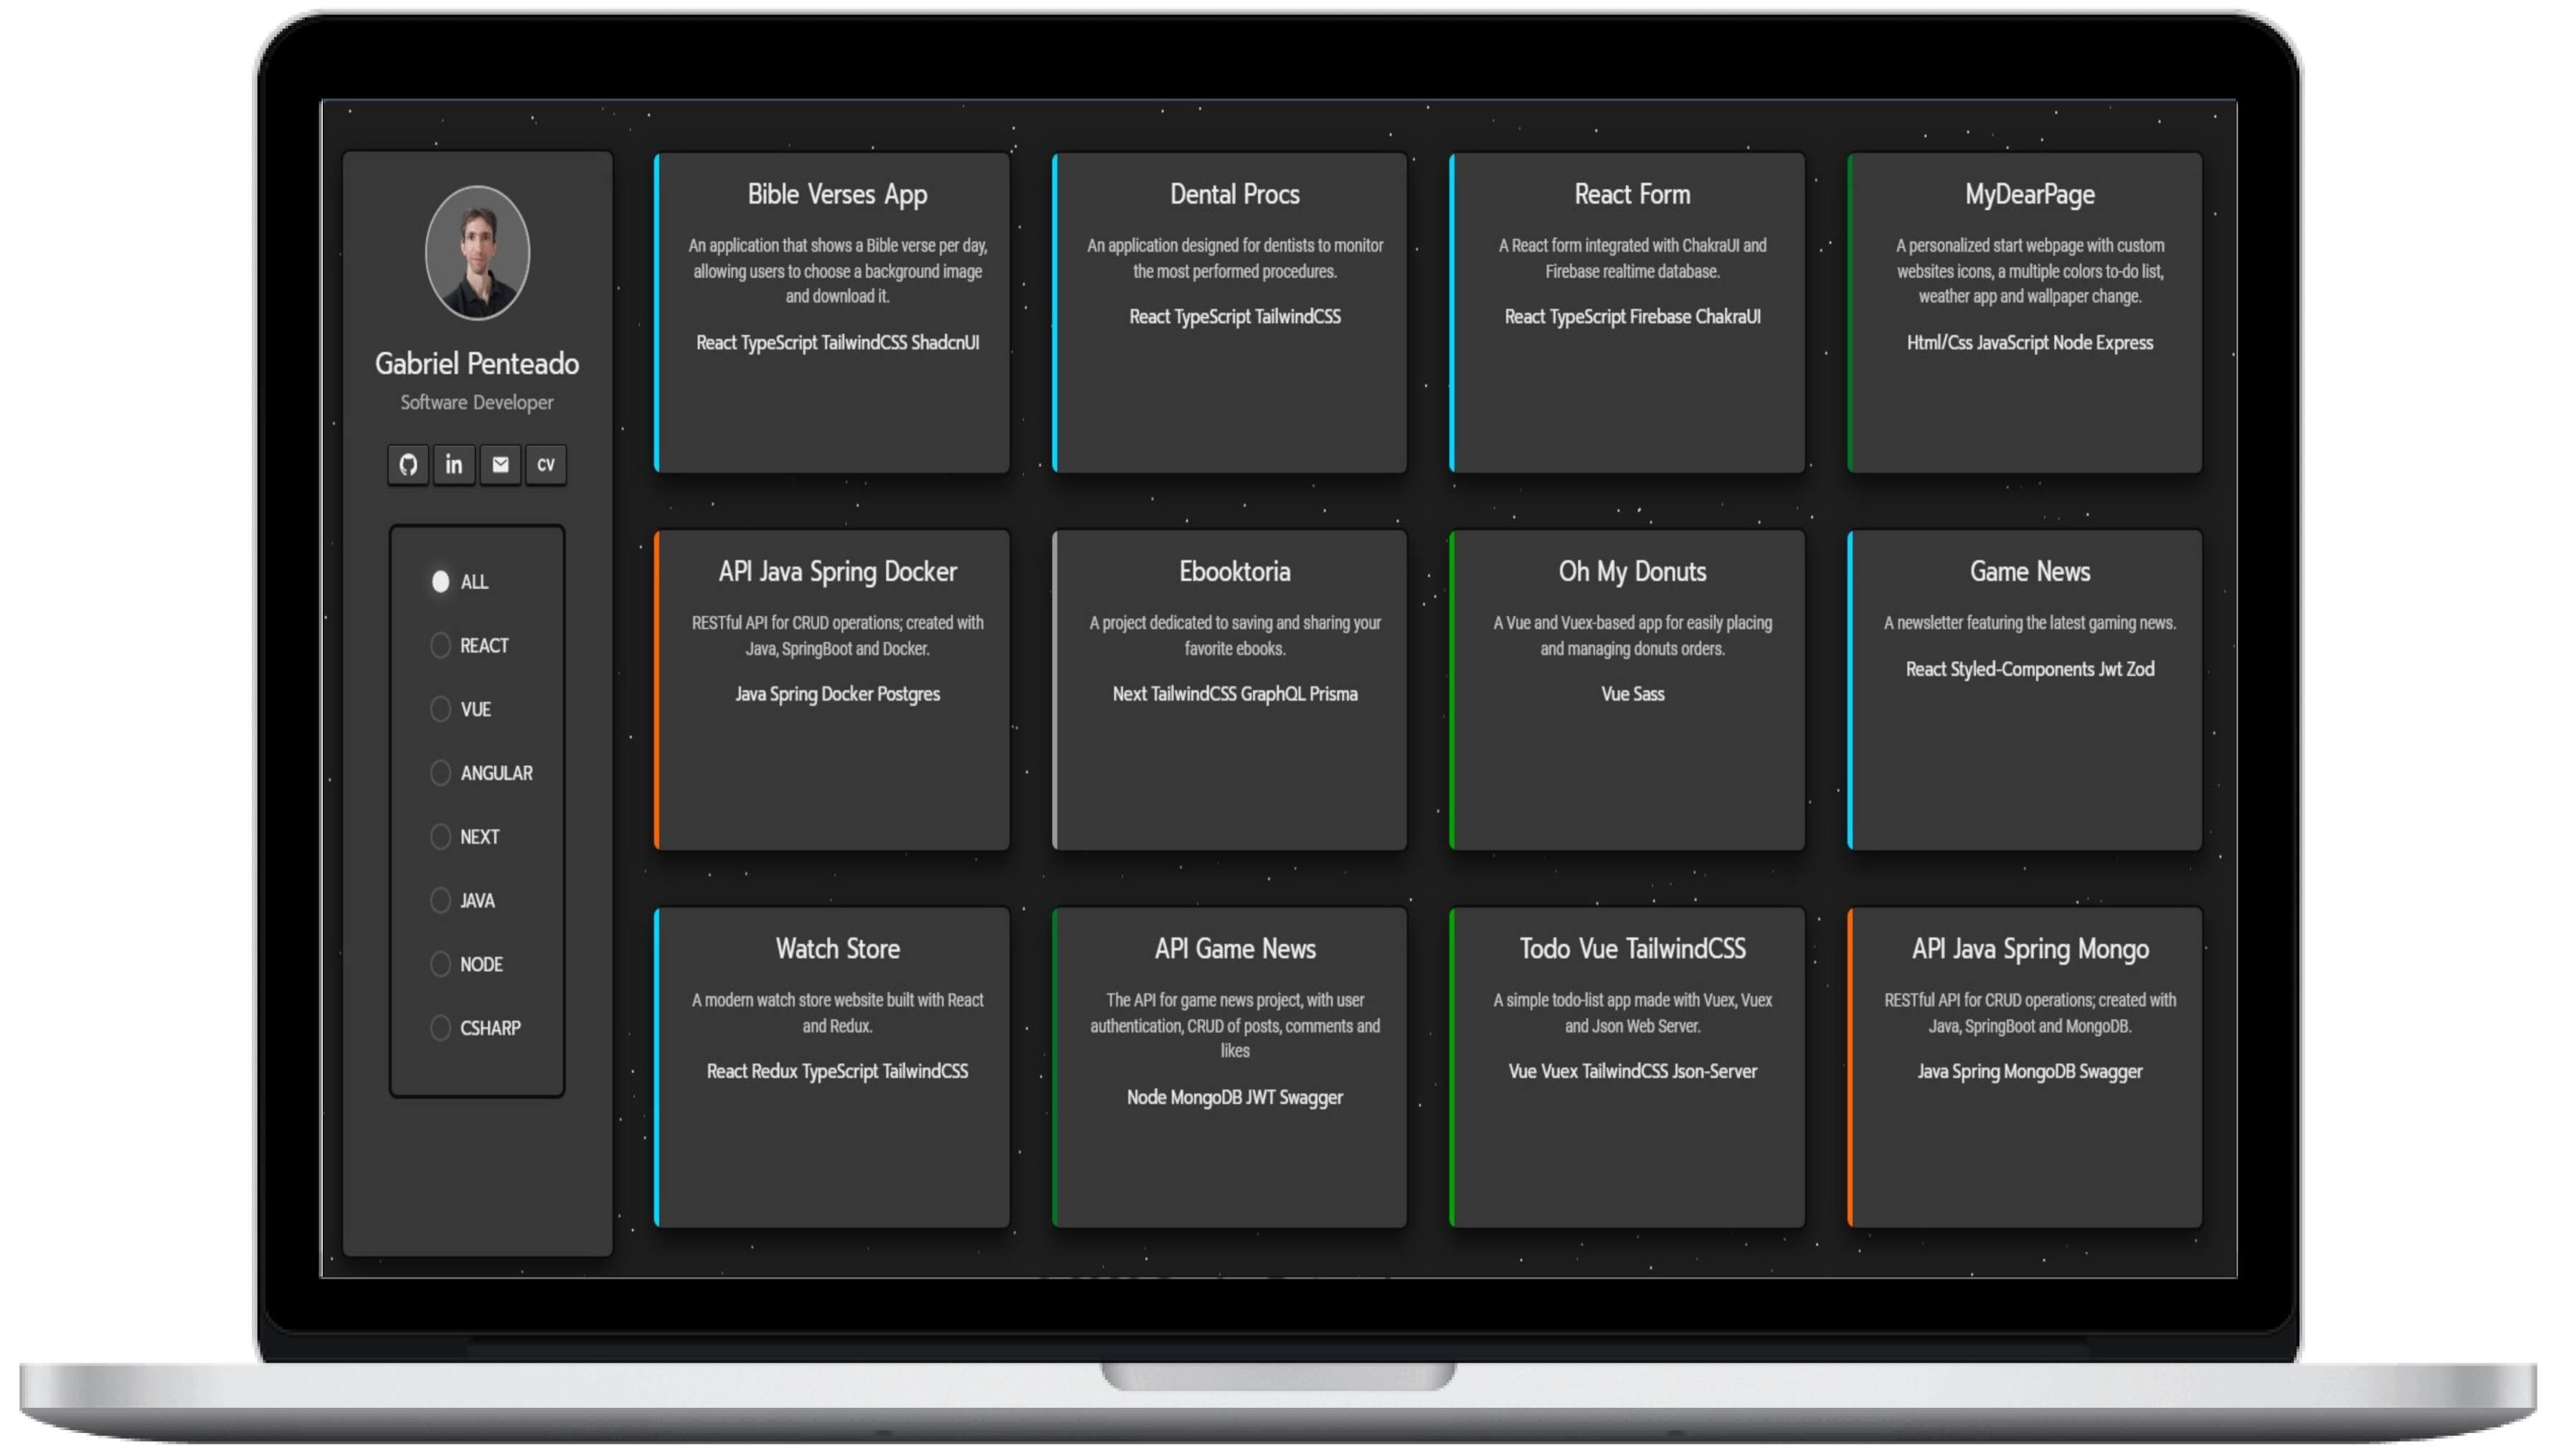 Gabriel Penteado
Software Developer
in
CV
ALL
REACT
VUE
ANGULAR
NEXT
JAVA
NODE
CSHARP
Bible Verses App
An application that shows a Bible verse per day,
allowing users to choose a background image
and download it.
React TypeScript TailwindCSS ShadcnUI
Dental Procs
An application designed for dentists to monitor
the most performed procedures.
React TypeScript TailwindCSS
React Form
A React form integrated with ChakraUI and
Firebase realtime database.
React TypeScript Firebase ChakraUI
MyDearPage
A personalized start webpage with custom
websites icons, a multiple colors to-do list,
weather app and wallpaper change.
Html/Css JavaScript Node Express
API Java Spring Docker
RESTful API for CRUD operations; created with
Java, SpringBoot and Docker.
Java Spring Docker Postgres
Ebooktoria
A project dedicated to saving and sharing your
favorite ebooks.
Next TailwindCSS GraphQL Prisma
Oh My Donuts
A Vue and Vuex-based app for easily placing
and managing donuts orders.
Vue Sass
Game News
A newsletter featuring the latest gaming news.
React Styled-Components Jwt Zod
Watch Store
A modern watch store website built with React
and Redux.
React Redux TypeScript TailwindCSS
API Game News
The API for game news project, with user
authentication, CRUD of posts, comments and
likes
Node MongoDB JWT Swagger
Todo Vue TailwindCSS
A simple todo-list app made with Vuex, Vuex
and Json Web Server.
Vue Vuex TailwindCSS Json-Server
API Java Spring Mongo
RESTful API for CRUD operations; created with
Java, SpringBoot and MongoDB.
Java Spring MongoDB Swagger